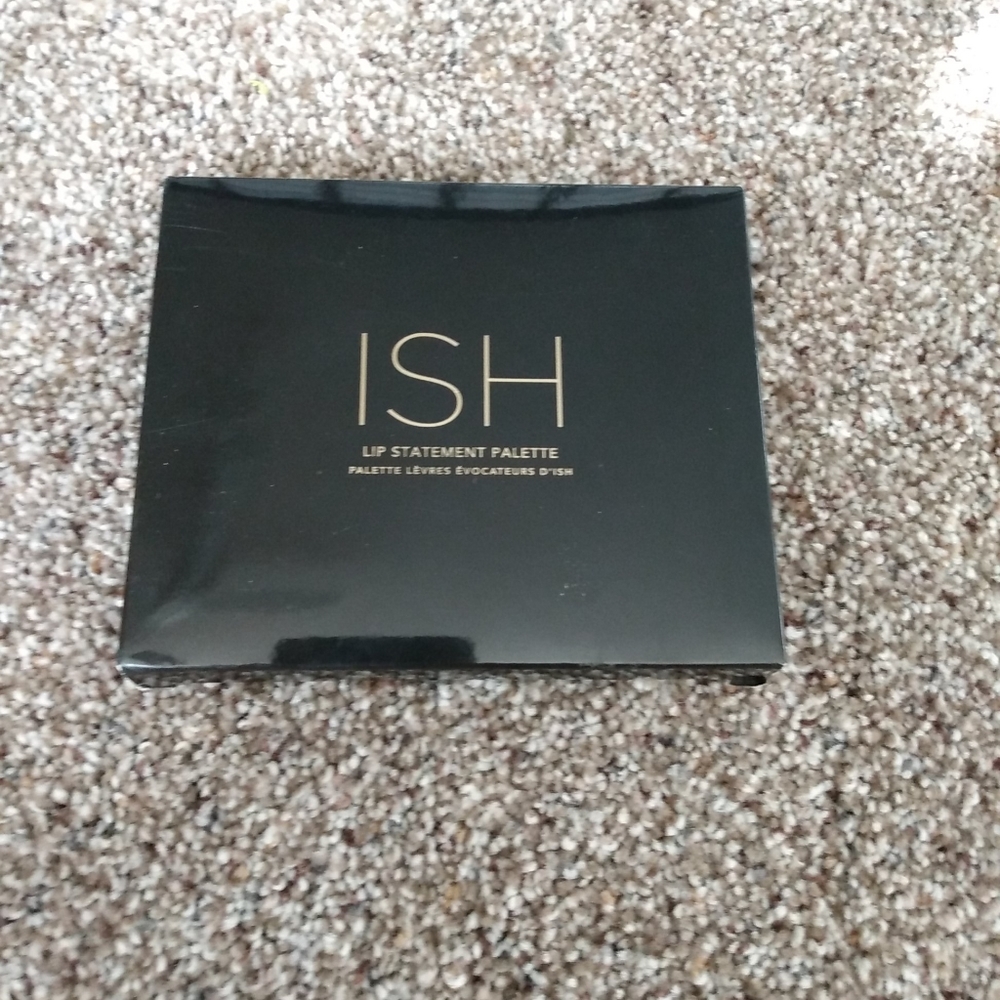 ISH
LIP STATEMENT PALETTE
PALETTE LÈVRES ÉVOCATEURS D'ISH